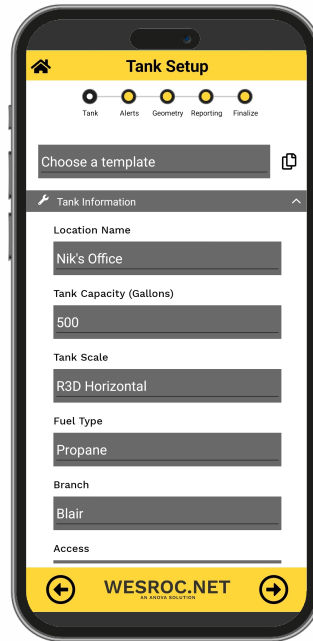 Tank Setup
Tank Alerts Geometry Reporting Finalize
Choose a template
Tank Information
Location Name
Nik's Office
Tank Capacity (Gallons)
500
Tank Scale
R3D Horizontal
Fuel Type
Propane
Branch
Blair
Access
WESROC.NET
AN ANOVA SOLUTION